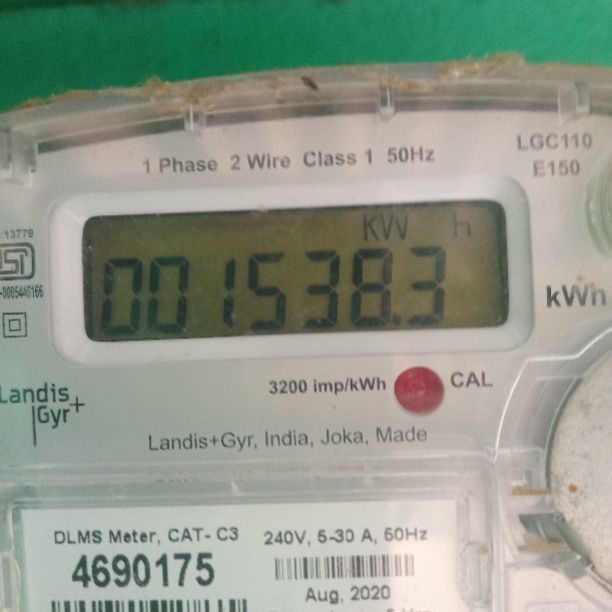 LGC110
1 Phase 2 Wire Class 1 50Hz
E150
:13779
KW h
001538.3
kWh
3200 imp/kWh
CAL
Landis
Gyr+
Landis+Gyr, India, Joka, Made
DLMS Meter, CAT- C3
240V, 5-30 A, 50Hz
4690175
Aug, 2020